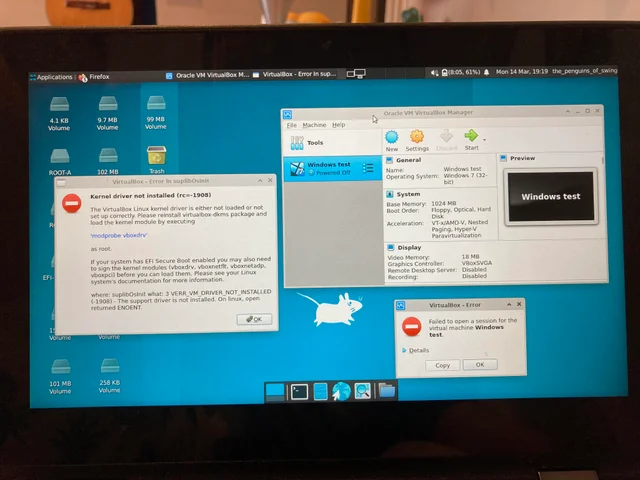 Applications
Firefox
Oracle VM VirtualBox M...
VirtualBox - Error In sup...
(8:05, 61%)
Mon 14 Mar, 19:19
the_penguins_of_swing
4.1 KB
Volume
9.7 MB
Volume
99 MB
Volume
ROOT-A
102 MB
Trash
101 MB
Volume
258 KB
Volume
VirtualBox - Error In suplibOsInit
Kernel driver not installed (rc=-1908)
The VirtualBox Linux kernel driver is either not loaded or not
set up correctly. Please reinstall virtualbox-dkms package and
load the kernel module by executing
'modprobe vboxdrv'
as root.
If your system has EFI Secure Boot enabled you may also need
to sign the kernel modules (vboxdrv, vboxnetflt, vboxnetadp,
vboxpci) before you can load them. Please see your Linux
system's documentation for more information.
where: suplibOsInit what: 3 VERR_VM_DRIVER_NOT_INSTALLED
(-1908) - The support driver is not installed. On linux, open
returned ENOENT.
OK
Oracle VM VirtualBox Manager
File Machine Help
Tools
Windows test
Powered Off
New
Settings
Discard
Start
General
Name: Windows test
Operating System: Windows 7 (32-
bit)
System
Base Memory: 1024 MB
Boot Order: Floppy, Optical, Hard
Disk
Acceleration: VT-x/AMD-V, Nested
Paging, Hyper-V
Paravirtualization
Display
Video Memory: 18 MB
Graphics Controller: VBoxSVGA
Remote Desktop Server: Disabled
Recording: Disabled
Preview
Windows test
VirtualBox - Error
Failed to open a session for the
virtual machine Windows
test.
Details
Copy
OK